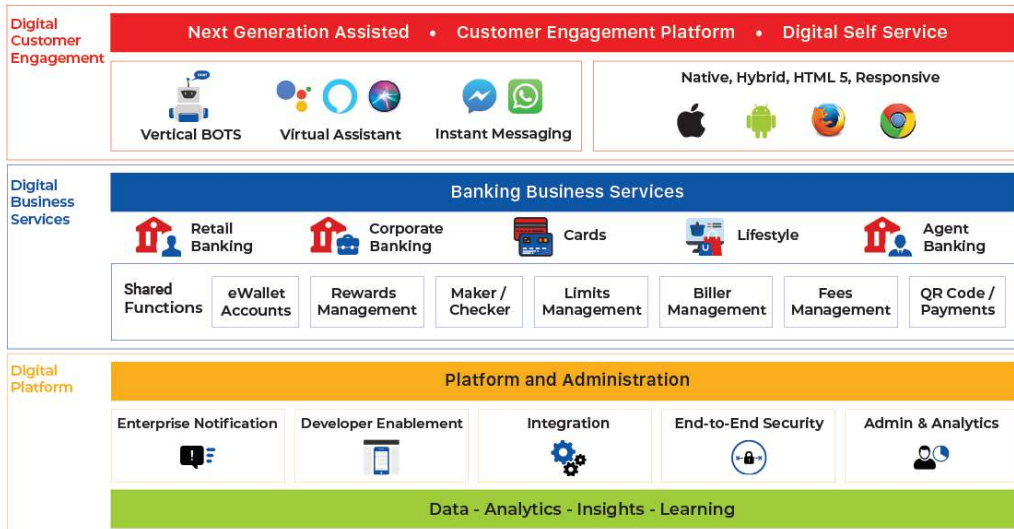 Digital
Customer
Engagement
Next Generation Assisted • Customer Engagement Platform • Digital Self Service
Vertical BOTS
Virtual Assistant
Instant Messaging
Native, Hybrid, HTML 5, Responsive
Digital
Business
Services
Banking Business Services
Retail
Banking
Corporate
Banking
Cards
Lifestyle
Agent
Banking
Shared
Functions
eWallet
Accounts
Rewards
Management
Maker /
Checker
Limits
Management
Biller
Management
Fees
Management
QR Code /
Payments
Digital
Platform
Platform and Administration
Enterprise Notification
Developer Enablement
Integration
End-to-End Security
Admin & Analytics
Data - Analytics - Insights - Learning